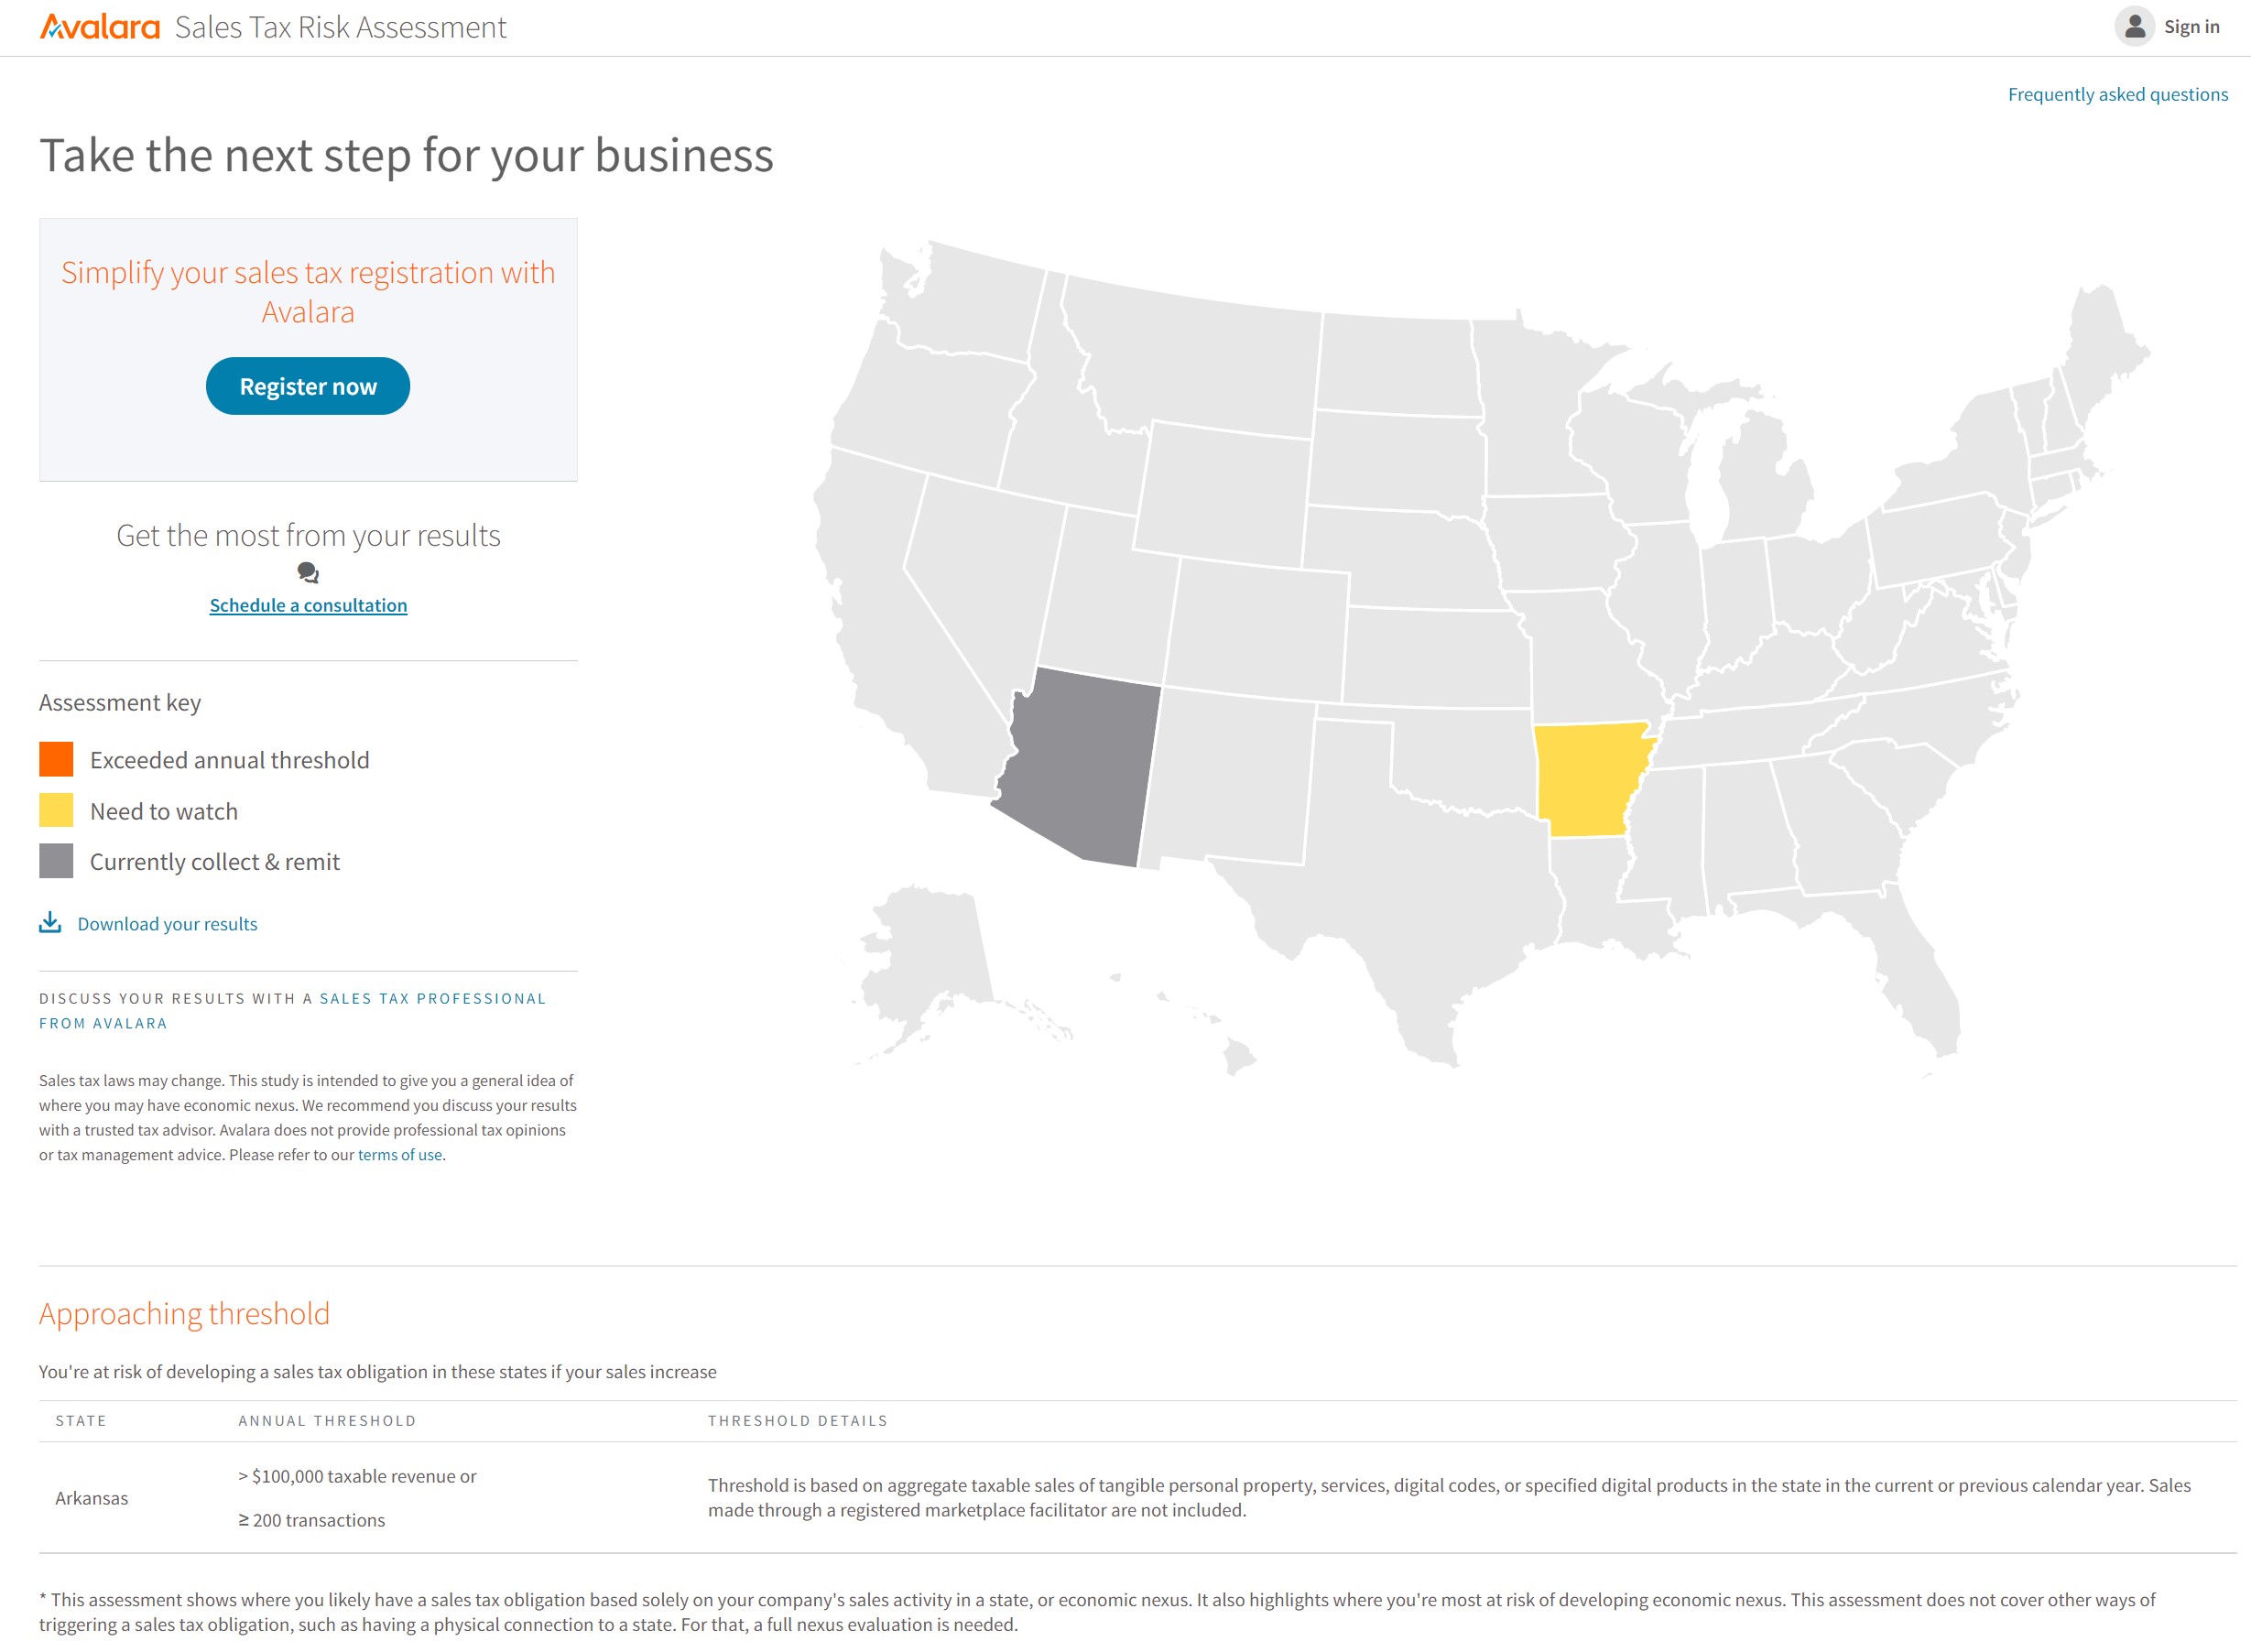 Avalara Sales Tax Risk Assessment
Sign in
Frequently asked questions
Take the next step for your business
Simplify your sales tax registration with
Avalara
Register now
Get the most from your results
Schedule a consultation
Assessment key
Exceeded annual threshold
Need to watch
Currently collect & remit
Download your results
DISCUSS YOUR RESULTS WITH A SALES TAX PROFESSIONAL
FROM AVALARA
Sales tax laws may change. This study is intended to give you a general idea of
where you may have economic nexus. We recommend you discuss your results
with a trusted tax advisor. Avalara does not provide professional tax opinions
or tax management advice. Please refer to our terms of use.
Approaching threshold
You're at risk of developing a sales tax obligation in these states if your sales increase
STATE ANNUAL THRESHOLD THRESHOLD DETAILS
Arkansas
> $100,000 taxable revenue or
≥ 200 transactions
Threshold is based on aggregate taxable sales of tangible personal property, services, digital codes, or specified digital products in the state in the current or previous calendar year. Sales
made through a registered marketplace facilitator are not included.
* This assessment shows where you likely have a sales tax obligation based solely on your company's sales activity in a state, or economic nexus. It also highlights where you're most at risk of developing economic nexus. This assessment does not cover other ways of
triggering a sales tax obligation, such as having a physical connection to a state. For that, a full nexus evaluation is needed.